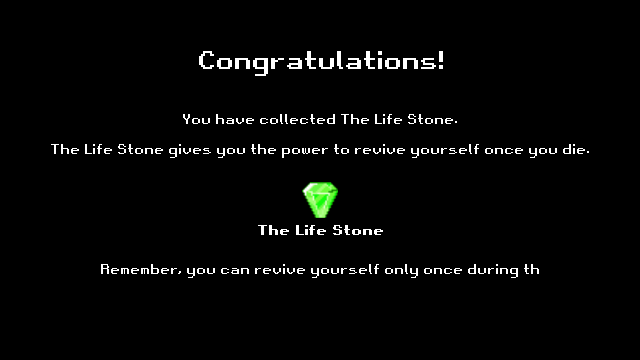 Congratulations!
You have collected The Life Stone.
The Life Stone gives you the power to revive yourself once you die.
The Life Stone
Remember, you can revive yourself only once during th